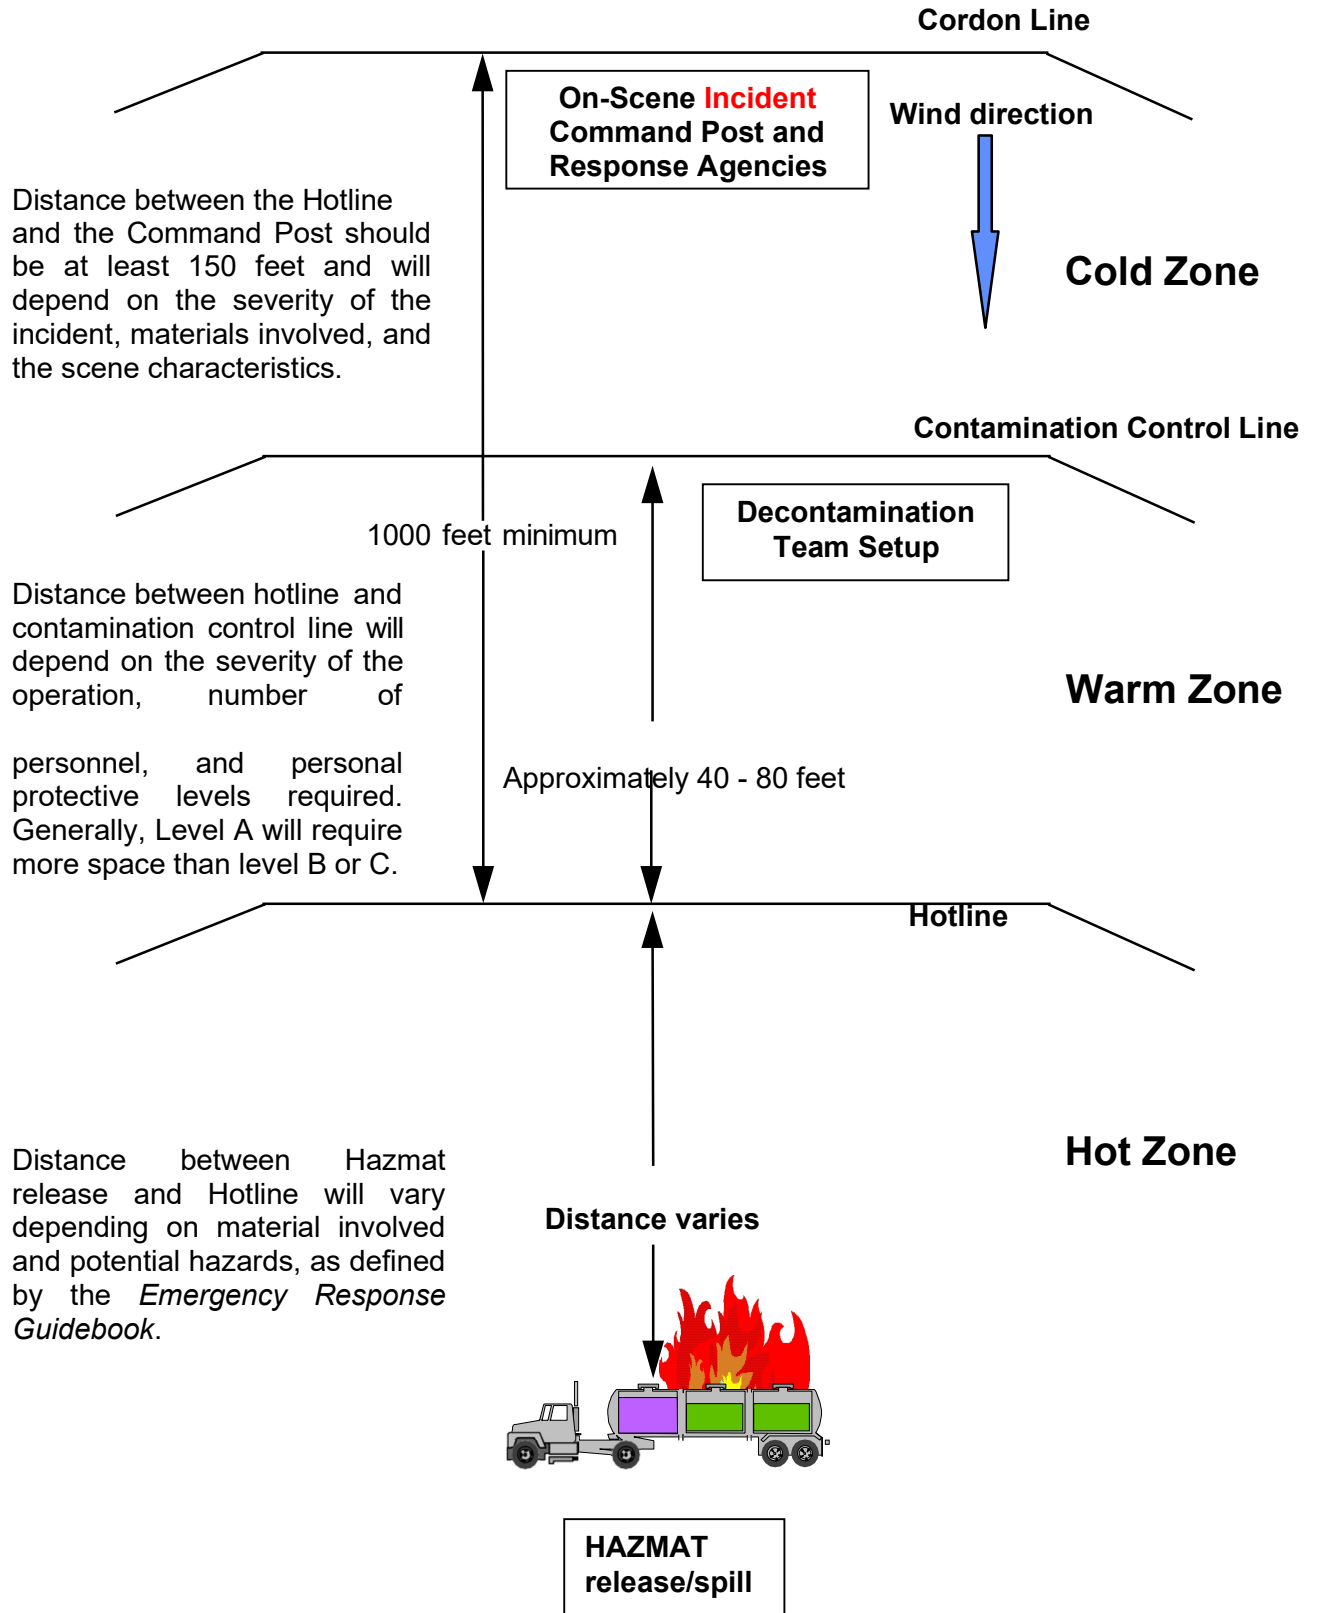 Cordon Line
On-Scene Incident
Command Post and
Response Agencies
Wind direction
Distance between the Hotline
and the Command Post should
be at least 150 feet and will
depend on the severity of the
incident, materials involved, and
the scene characteristics.
Cold Zone
Contamination Control Line
Decontamination
Team Setup
1000 feet minimum
Distance between hotline and
contamination control line will
depend on the severity of the
operation, number of
personnel, and personal
protective levels required.
Generally, Level A will require
more space than level B or C.
Warm Zone
Approximately 40 - 80 feet
Hotline
Hot Zone
Distance between Hazmat
release and Hotline will vary
depending on material involved
and potential hazards, as defined
by the Emergency Response
Guidebook.
Distance varies
HAZMAT
release/spill